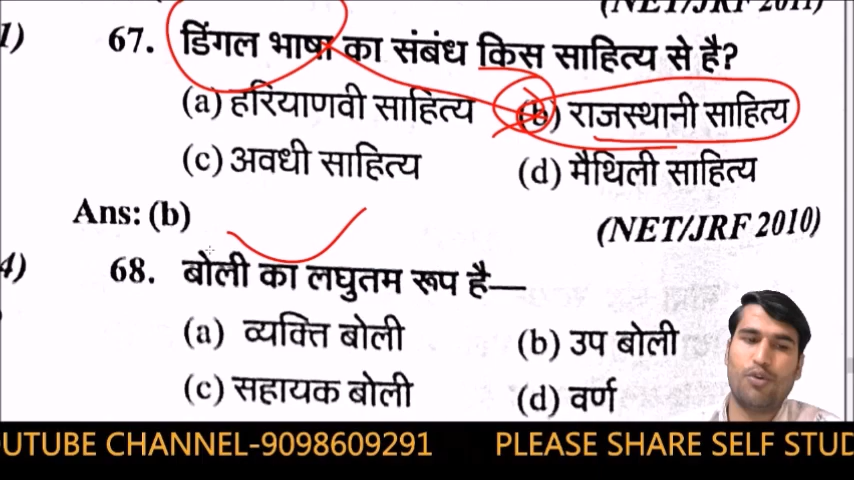 (NET/JRF 2011)
1) 67. डिंगल भाषा का संबंध किस साहित्य से है?
(a) हरियाणवी साहित्य (b) राजस्थानी साहित्य
(c) अवधी साहित्य (d) मैथिली साहित्य
Ans: (b)
(NET/JRF 2010)
4) 68. बोली का लघुतम रूप है—
(a) व्यक्ति बोली (b) उप बोली
(c) सहायक बोली (d) वर्ण
OUTUBE CHANNEL-9098609291 PLEASE SHARE SELF STUD